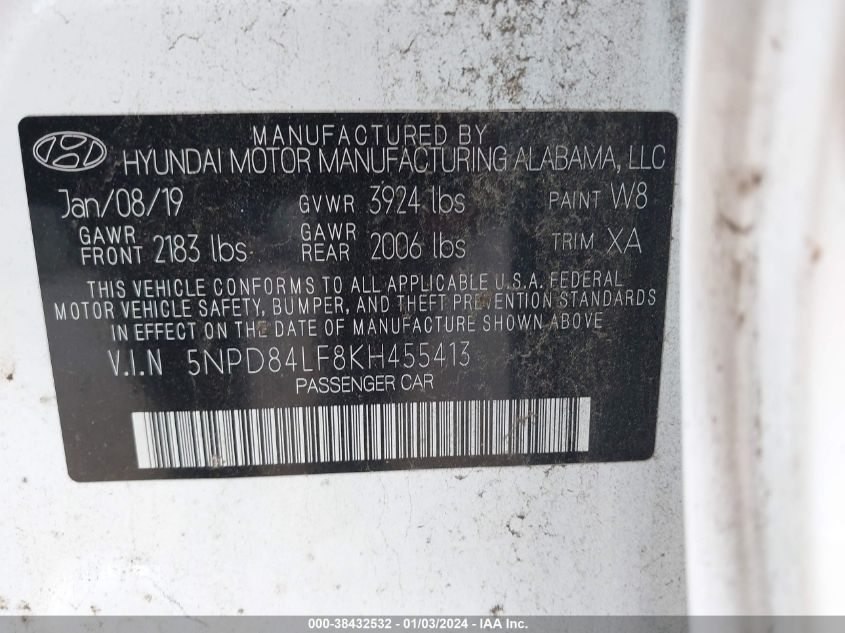 MANUFACTURED BY
HYUNDAI MOTOR MANUFACTURING ALABAMA, LLC
Jan/08/19 GVWR 3924 lbs PAINT W8
GAWR FRONT 2183 lbs GAWR REAR 2006 lbs TRIM XA
THIS VEHICLE CONFORMS TO ALL APPLICABLE U.S.A. FEDERAL
MOTOR VEHICLE SAFETY, BUMPER, AND THEFT PREVENTION STANDARDS
IN EFFECT ON THE DATE OF MANUFACTURE SHOWN ABOVE
V.I.N 5NPD84LF8KH455413
PASSENGER CAR
000-38432532 - 01/03/2024 - IAA Inc.